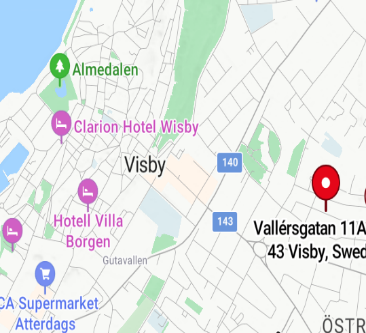 Almedalen
Clarion Hotel Wisby
Visby
140
Hotell Villa
Borgen
143
Vallérsgatan 11A
43 Visby, Swed
Gutavallen
CA Supermarket
Atterdags
ÖSTR